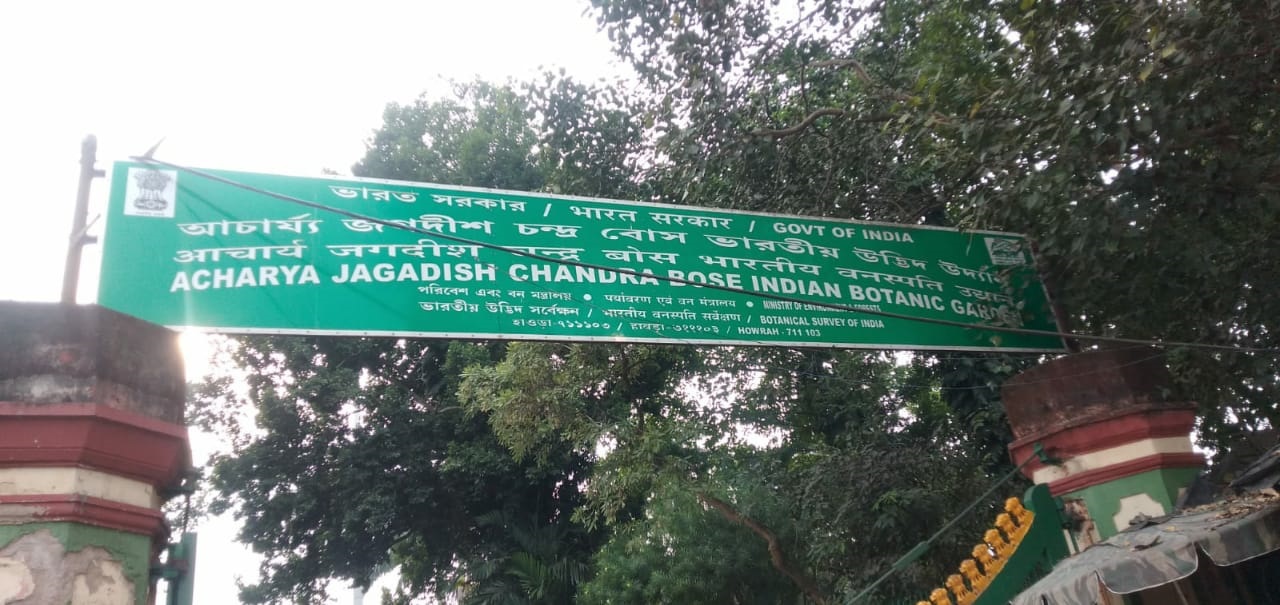 ভারত সরকার / भारत सरकार / GOVT OF INDIA
আচার্য্য জগদীশ চন্দ্র বোস ভারতীয় উদ্ভিদ উদ্যান
आचार्य जगदीश चन्द्र बोस भारतीय वनस्पति उद्यान
ACHARYA JAGADISH CHANDRA BOSE INDIAN BOTANIC GARDEN
পরিবেশ এবং বন মন্ত্রালয় • पर्यावरण एवं वन मंत्रालय • MINISTRY OF ENVIRONMENT & FORESTS
ভারতীয় উদ্ভিদ সর্বেক্ষন / भारतीय वनस्पति सर्वेक्षण / BOTANICAL SURVEY OF INDIA
হাওড়া-৭১১১০৩ / हावड़ा-७१११०३ / HOWRAH - 711 103